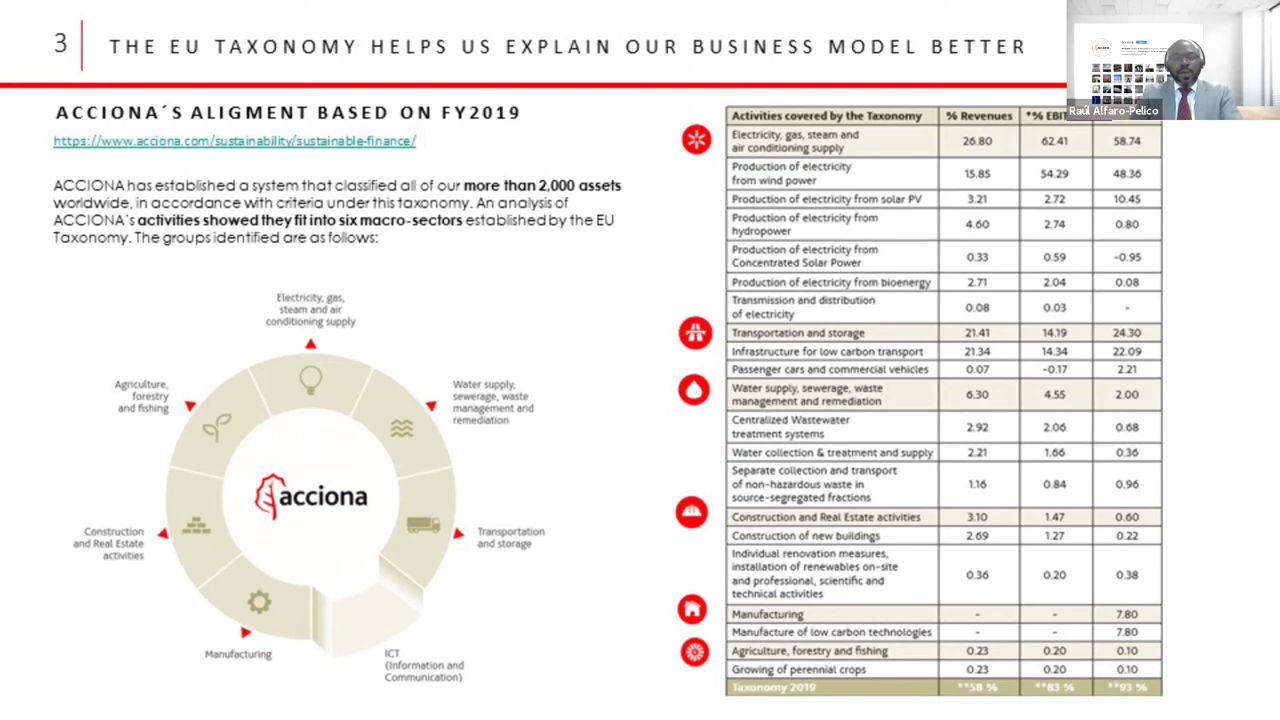 3
THE EU TAXONOMY HELPS US EXPLAIN OUR BUSINESS MODEL BETTER
Raúl Alfaro-Pelico
ACCIONA´S ALIGMENT BASED ON FY2019
https://www.acciona.com/sustainability/sustainable-finance/
ACCIONA has established a system that classified all of our more than 2,000 assets
worldwide, in accordance with criteria under this taxonomy. An analysis of
ACCIONA's activities showed they fit into six macro-sectors established by the EU
Taxonomy. The groups identified are as follows:
Electricity, gas,
steam and air
conditioning supply
Agriculture,
forestry
and fishing
Water supply,
sewerage, waste
management and
remediation
acciona
Construction
and Real Estate
activities
Transportation
and storage
Manufacturing
ICT
(Information and
Communication)
Activities covered by the Taxonomy % Revenues *% EBIT
Electricity, gas, steam and
air conditioning supply 26.80 62.41 58.74
Production of electricity
from wind power 15.85 54.29 48.36
Production of electricity from solar PV 3.21 2.72 10.45
Production of electricity from
hydropower 4.60 2.74 0.80
Production of electricity from
Concentrated Solar Power 0.33 0.59 -0.95
Production of electricity from bioenergy 2.71 2.04 0.08
Transmission and distribution
of electricity 0.08 0.03 -
Transportation and storage 21.41 14.19 24.30
Infrastructure for low carbon transport 21.34 14.34 22.09
Passenger cars and commercial vehicles 0.07 -0.17 2.21
Water supply, sewerage, waste
management and remediation 6.30 4.55 2.00
Centralized Wastewater
treatment systems 2.92 2.06 0.68
Water collection & treatment and supply 2.21 1.66 0.36
Separate collection and transport
of non-hazardous waste in
source-segregated fractions 1.16 0.84 0.96
Construction and Real Estate activities 3.10 1.47 0.60
Construction of new buildings 2.69 1.27 0.22
Individual renovation measures,
installation of renewables on-site
and professional, scientific and
technical activities 0.36 0.20 0.38
Manufacturing - - 7.80
Manufacture of low carbon technologies - - 7.80
Agriculture, forestry and fishing 0.23 0.20 0.10
Growing of perennial crops 0.23 0.20 0.10
Taxonomy 2019 **58 % **83 % **93 %